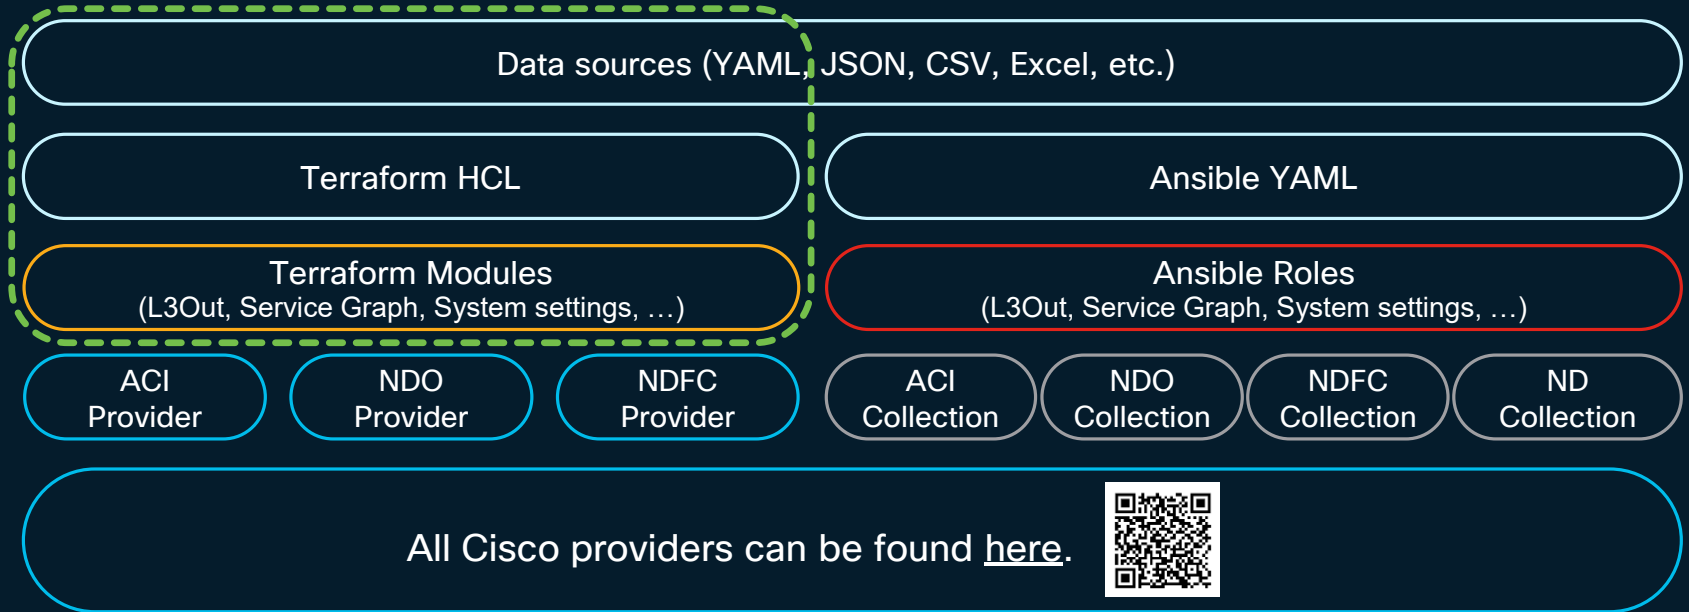 Data sources (YAML, JSON, CSV, Excel, etc.)
Terraform HCL
Ansible YAML
Terraform Modules
(L3Out, Service Graph, System settings, …)
Ansible Roles
(L3Out, Service Graph, System settings, …)
ACI
Provider
NDO
Provider
NDFC
Provider
ACI
Collection
NDO
Collection
NDFC
Collection
ND
Collection
All Cisco providers can be found here.